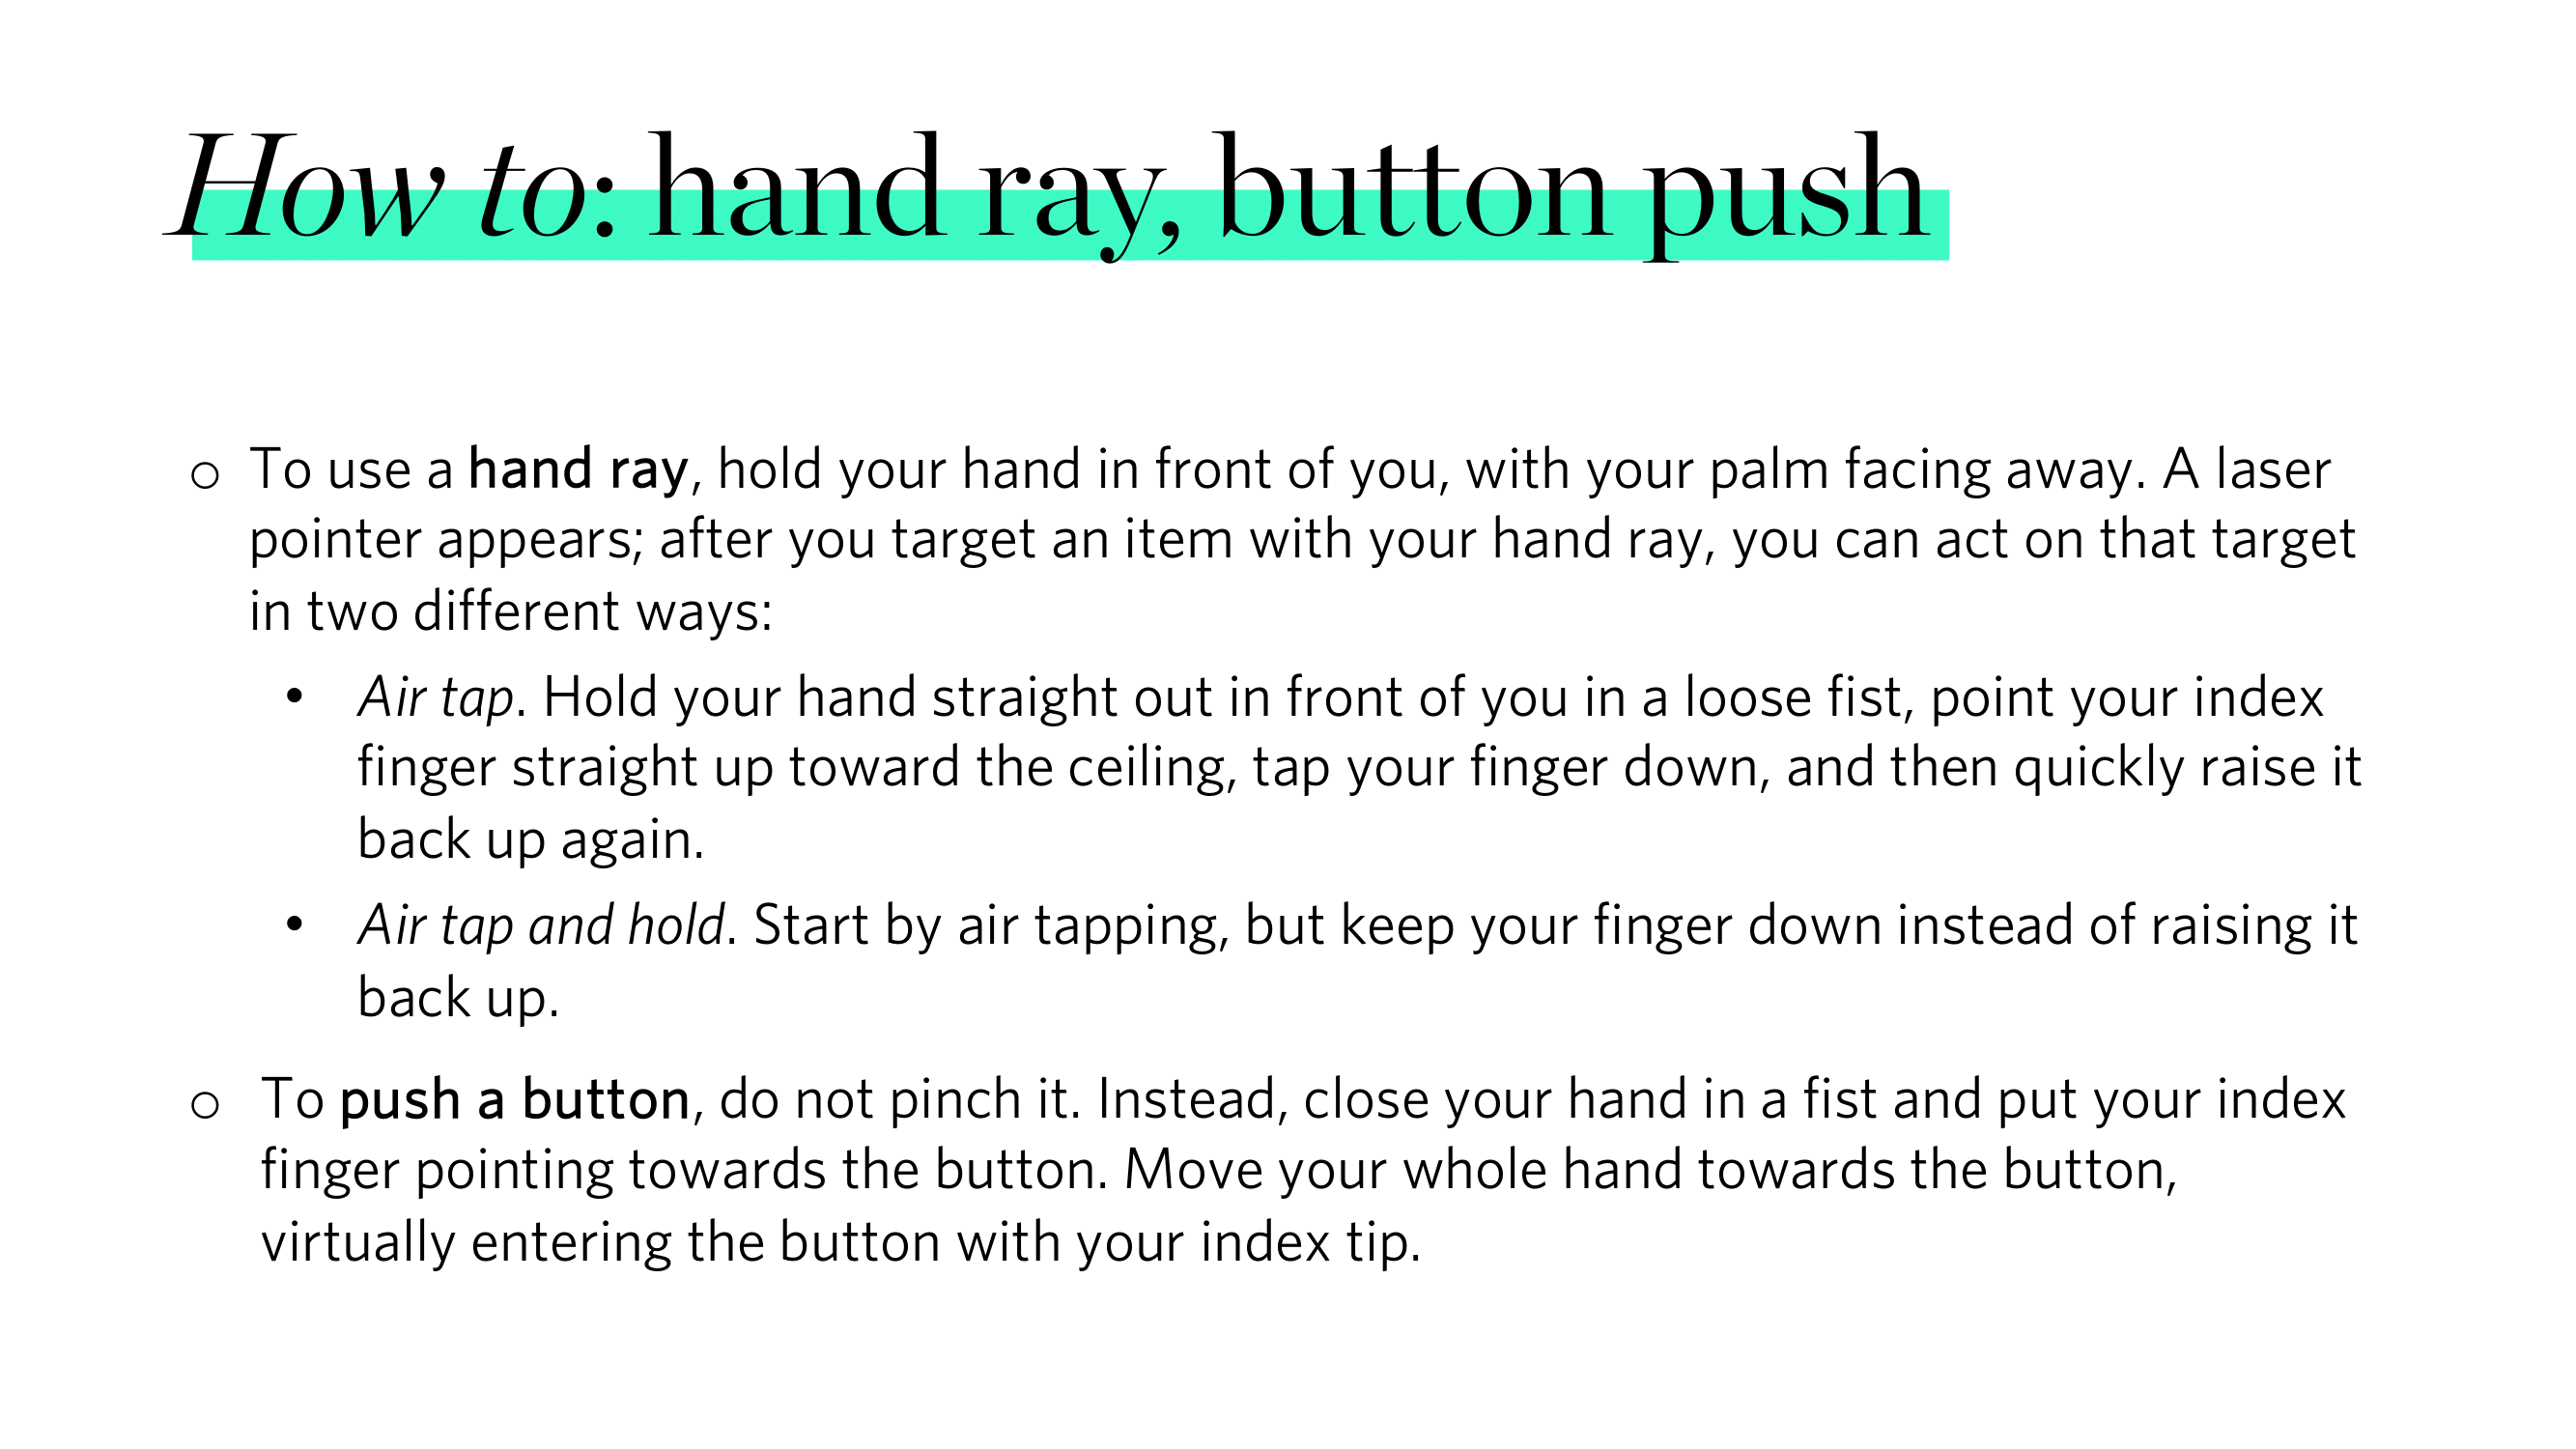 How to: hand ray, button push
○ To use a hand ray, hold your hand in front of you, with your palm facing away. A laser
pointer appears; after you target an item with your hand ray, you can act on that target
in two different ways:
• Air tap. Hold your hand straight out in front of you in a loose fist, point your index
finger straight up toward the ceiling, tap your finger down, and then quickly raise it
back up again.
• Air tap and hold. Start by air tapping, but keep your finger down instead of raising it
back up.
○ To push a button, do not pinch it. Instead, close your hand in a fist and put your index
finger pointing towards the button. Move your whole hand towards the button,
virtually entering the button with your index tip.